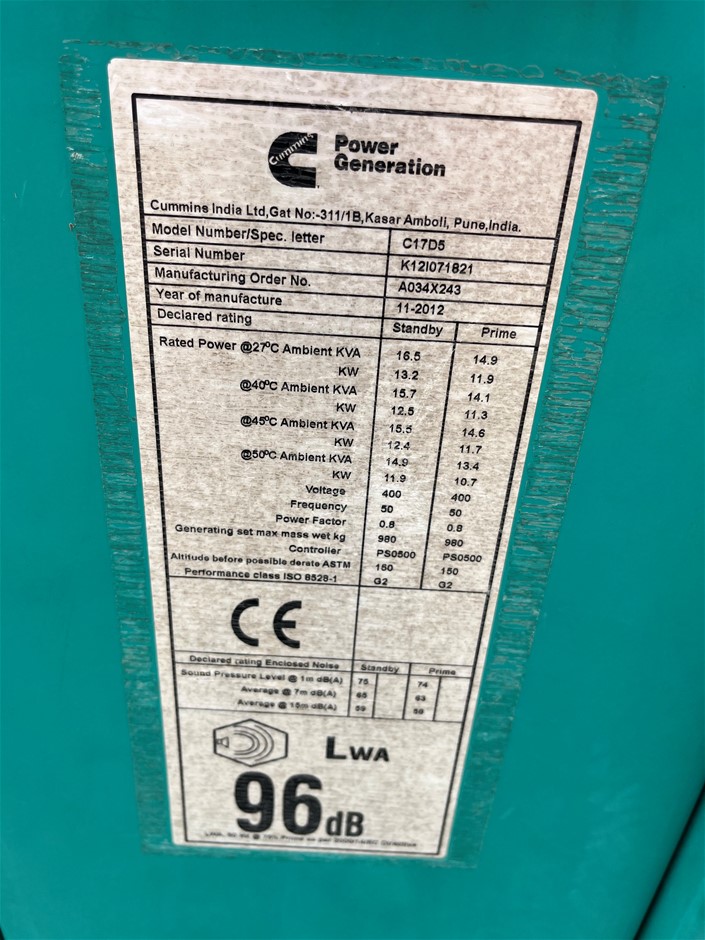 Cummins
Power
Generation
Cummins India Ltd,Gat No:-311/1B,Kasar Amboli, Pune,India.
Model Number/Spec. letter C17D5
Serial Number K12I071821
Manufacturing Order No. A034X243
Year of manufacture 11-2012
Declared rating Standby Prime
Rated Power @27ºC Ambient KVA 16.5 14.9
KW 13.2 11.9
@40ºC Ambient KVA 15.7 14.1
KW 12.5 11.3
@45ºC Ambient KVA 15.5 14.6
KW 12.4 11.7
@50ºC Ambient KVA 14.9 13.4
KW 11.9 10.7
Voltage 400 400
Frequency 50 50
Power Factor 0.8 0.8
Generating set max mass wet kg 980 980
Controller PS0500 PS0500
Altitude before possible derate ASTM 150 150
Performance class ISO 8528-1 G2 G2
CE
Declared rating Enclosed Noise Standby Prime
Sound Pressure Level @ 1m dB(A) 75 74
Average @ 7m dB(A) 65 63
Average @ 15m dB(A) 59
LWA
96 dB